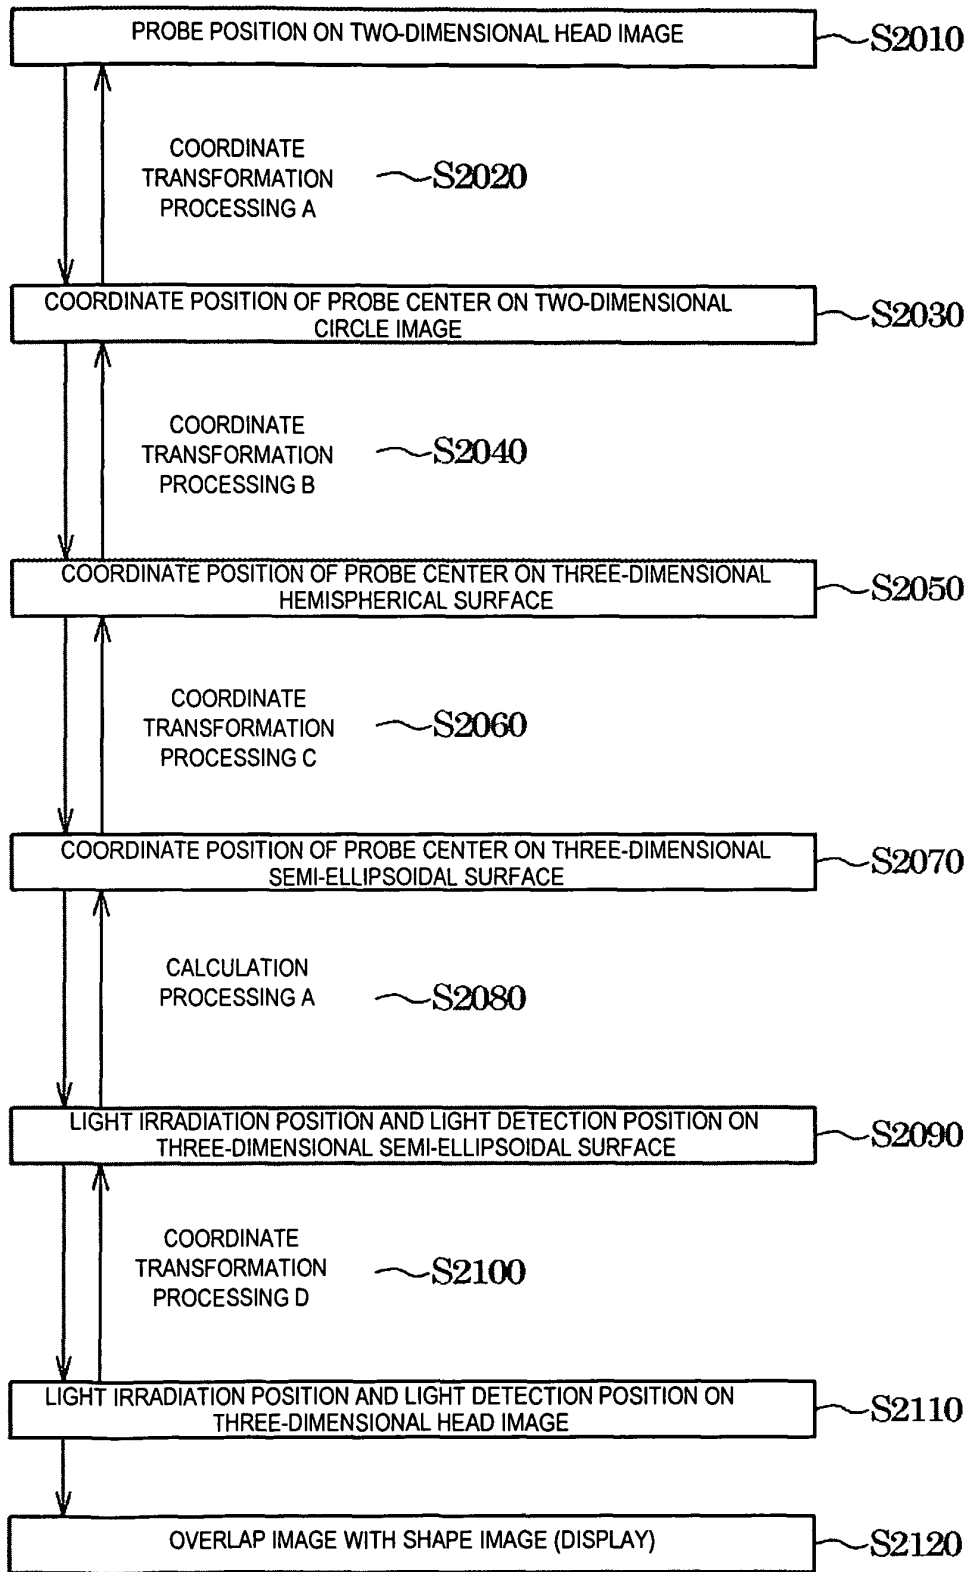 PROBE POSITION ON TWO-DIMENSIONAL HEAD IMAGE
S2010
COORDINATE
TRANSFORMATION
PROCESSING A
S2020
COORDINATE POSITION OF PROBE CENTER ON TWO-DIMENSIONAL
CIRCLE IMAGE
S2030
COORDINATE
TRANSFORMATION
PROCESSING B
S2040
COORDINATE POSITION OF PROBE CENTER ON THREE-DIMENSIONAL
HEMISPHERICAL SURFACE
S2050
COORDINATE
TRANSFORMATION
PROCESSING C
S2060
COORDINATE POSITION OF PROBE CENTER ON THREE-DIMENSIONAL
SEMI-ELLIPSOIDAL SURFACE
S2070
CALCULATION
PROCESSING A
S2080
LIGHT IRRADIATION POSITION AND LIGHT DETECTION POSITION ON
THREE-DIMENSIONAL SEMI-ELLIPSOIDAL SURFACE
S2090
COORDINATE
TRANSFORMATION
PROCESSING D
S2100
LIGHT IRRADIATION POSITION AND LIGHT DETECTION POSITION ON
THREE-DIMENSIONAL HEAD IMAGE
S2110
OVERLAP IMAGE WITH SHAPE IMAGE (DISPLAY)
S2120